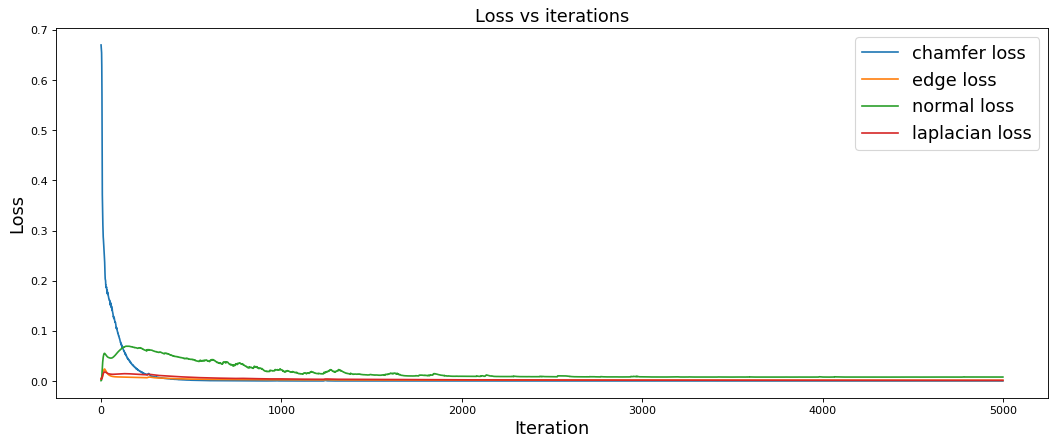 Loss vs iterations
Loss
0.7
0.6
0.5
0.4
0.3
0.2
0.1
0.0
chamfer loss
edge loss
normal loss
laplacian loss
0 1000 2000 3000 4000 5000
Iteration